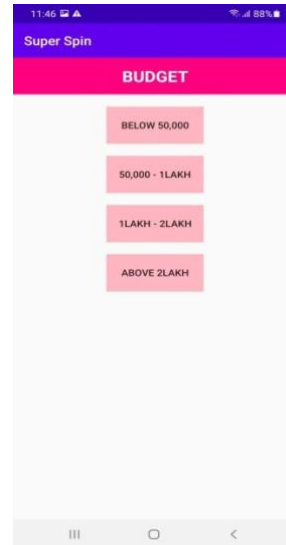 11:46 88%
Super Spin
BUDGET
BELOW 50,000
50,000 - 1LAKH
1LAKH - 2LAKH
ABOVE 2LAKH